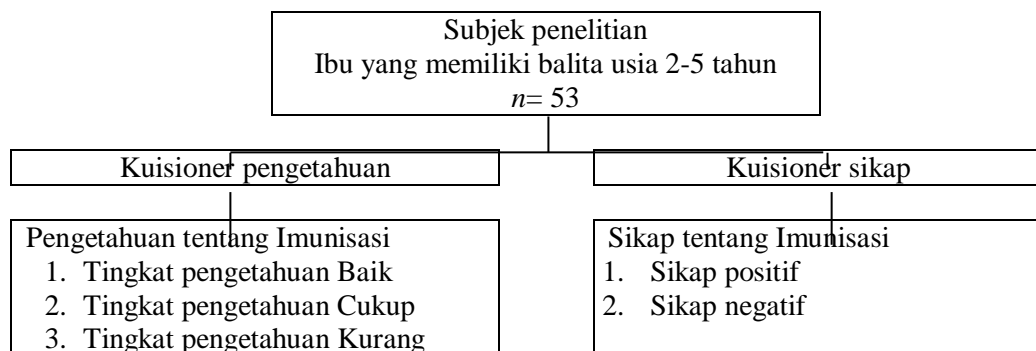 Subjek penelitian
Ibu yang memiliki balita usia 2-5 tahun
n= 53
Kuisioner pengetahuan
Kuisioner sikap
Pengetahuan tentang Imunisasi
1. Tingkat pengetahuan Baik
2. Tingkat pengetahuan Cukup
3. Tingkat pengetahuan Kurang
Sikap tentang Imunisasi
1. Sikap positif
2. Sikap negatif